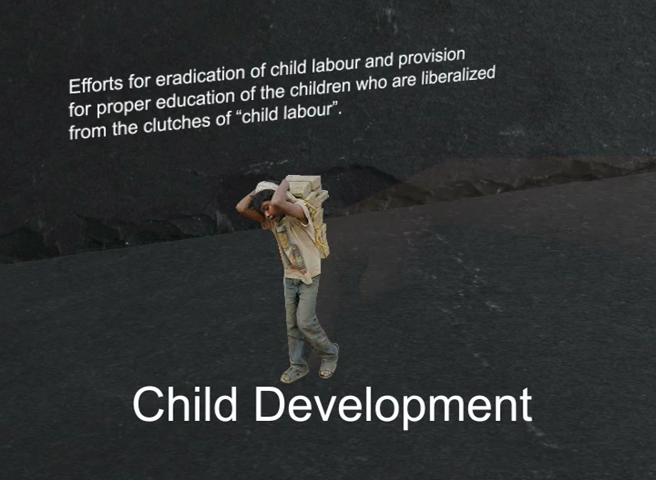 Efforts for eradication of child labour and provision
for proper education of the children who are liberalized
from the clutches of “child labour”.
Child Development